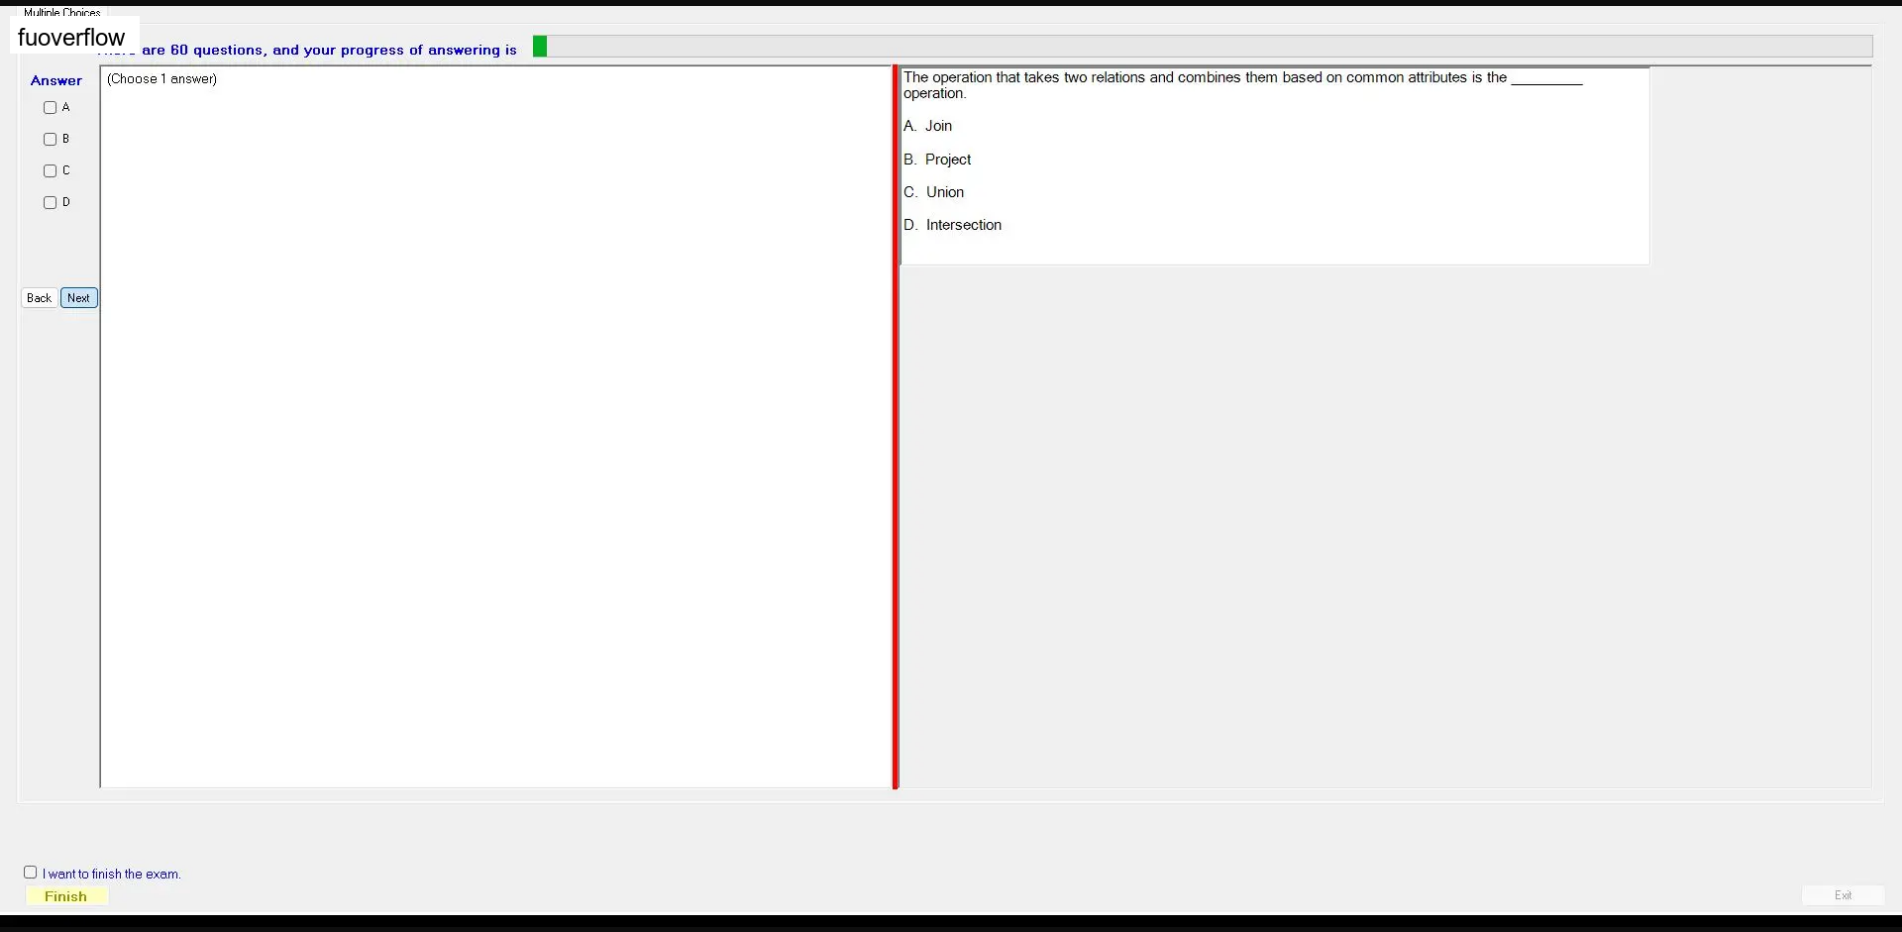 Multiple Choices
fuoverflow
are 60 questions, and your progress of answering is
Answer
A
B
C
D
Back Next
(Choose 1 answer)
The operation that takes two relations and combines them based on common attributes is the _________
operation.
A. Join
B. Project
C. Union
D. Intersection
I want to finish the exam.
Finish
Exit